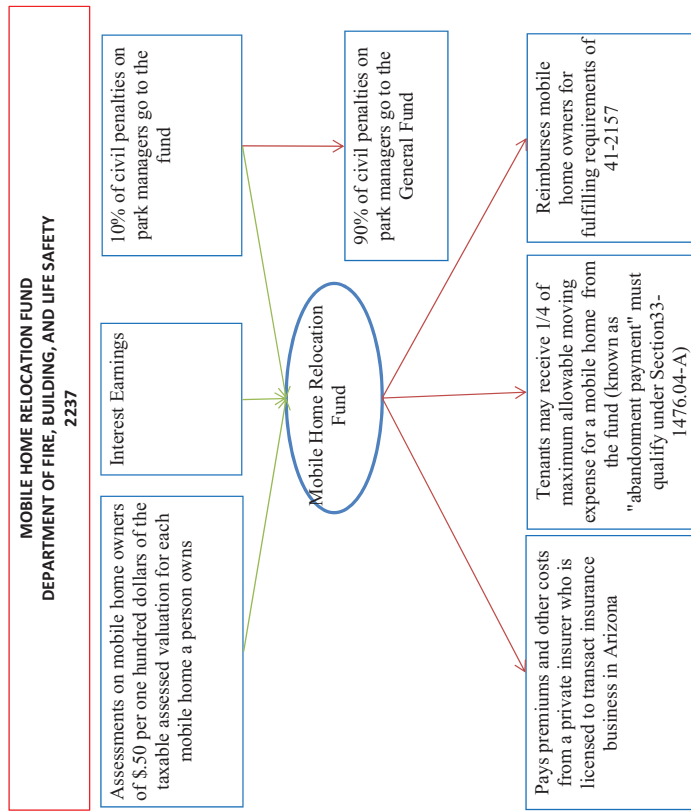 MOBILE HOME RELOCATION FUND
DEPARTMENT OF FIRE, BUILDING, AND LIFE SAFETY
2237
Assessments on mobile home owners
of $.50 per one hundred dollars of the
taxable assessed valuation for each
mobile home a person owns
Interest Earnings
10% of civil penalties on
park managers go to the
fund
Mobile Home Relocation
Fund
90% of civil penalties on
park managers go to the
General Fund
Pays premiums and other costs
from a private insurer who is
licensed to transact insurance
business in Arizona
Tenants may receive 1/4 of
maximum allowable moving
expense for a mobile home from
the fund (known as
"abandonment payment" must
qualify under Section33-
1476.04-A)
Reimburses mobile
home owners for
fulfilling requirements of
41-2157